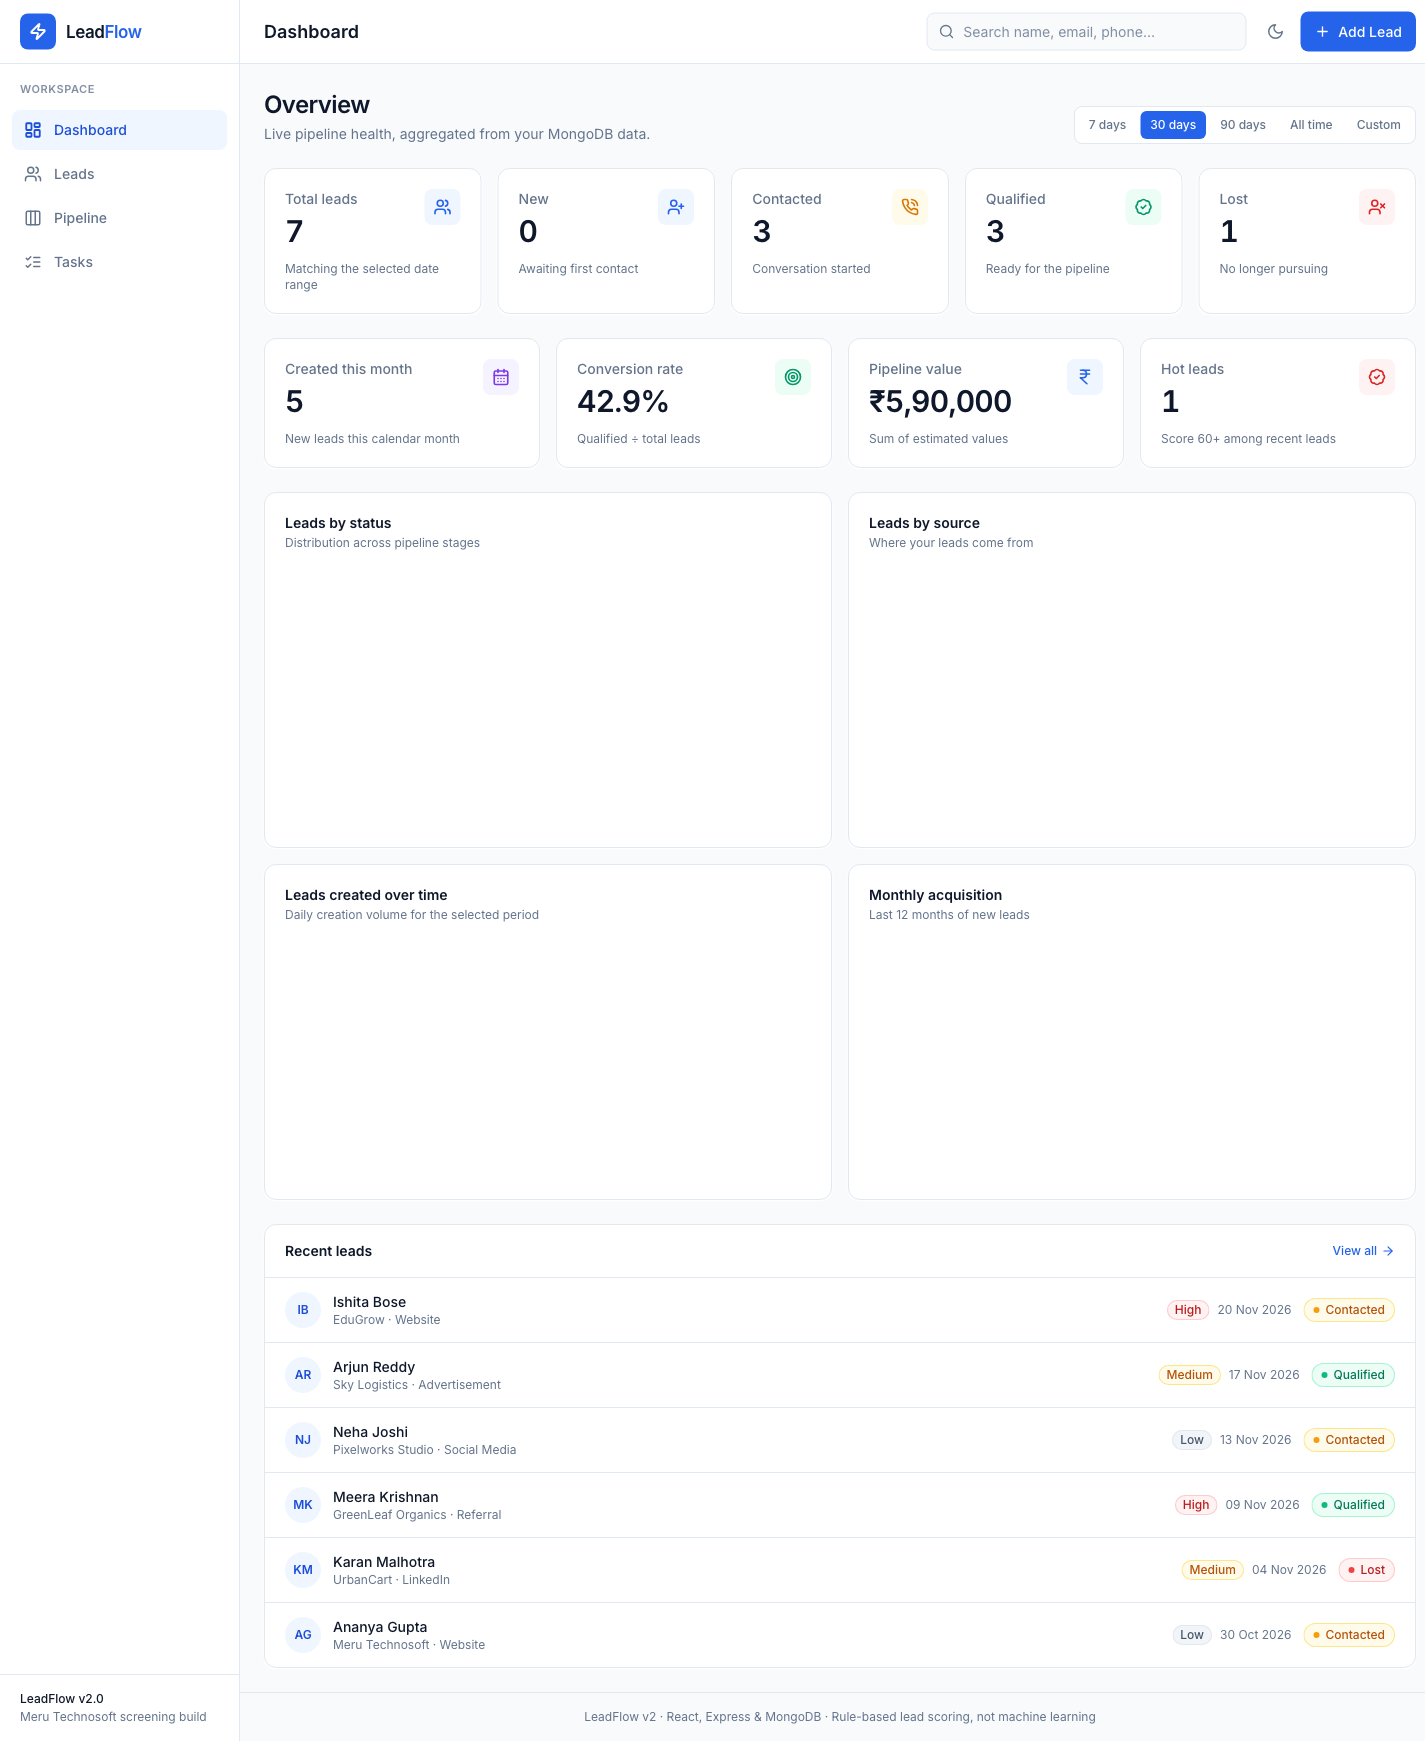 LeadFlow
Dashboard
Search name, email, phone...
Add Lead
WORKSPACE
Dashboard
Leads
Pipeline
Tasks
Overview
Live pipeline health, aggregated from your MongoDB data.
7 days
30 days
90 days
All time
Custom
Total leads
7
Matching the selected date
range
New
0
Awaiting first contact
Contacted
3
Conversation started
Qualified
3
Ready for the pipeline
Lost
1
No longer pursuing
Created this month
5
New leads this calendar month
Conversion rate
42.9%
Qualified ÷ total leads
Pipeline value
₹5,90,000
Sum of estimated values
Hot leads
1
Score 60+ among recent leads
Leads by status
Distribution across pipeline stages
Leads by source
Where your leads come from
Leads created over time
Daily creation volume for the selected period
Monthly acquisition
Last 12 months of new leads
Recent leads
View all
IB
Ishita Bose
EduGrow · Website
High
20 Nov 2026
Contacted
AR
Arjun Reddy
Sky Logistics · Advertisement
Medium
17 Nov 2026
Qualified
NJ
Neha Joshi
Pixelworks Studio · Social Media
Low
13 Nov 2026
Contacted
MK
Meera Krishnan
GreenLeaf Organics · Referral
High
09 Nov 2026
Qualified
KM
Karan Malhotra
UrbanCart · LinkedIn
Medium
04 Nov 2026
Lost
AG
Ananya Gupta
Meru Technosoft · Website
Low
30 Oct 2026
Contacted
LeadFlow v2.0
Meru Technosoft screening build
LeadFlow v2 · React, Express & MongoDB · Rule-based lead scoring, not machine learning